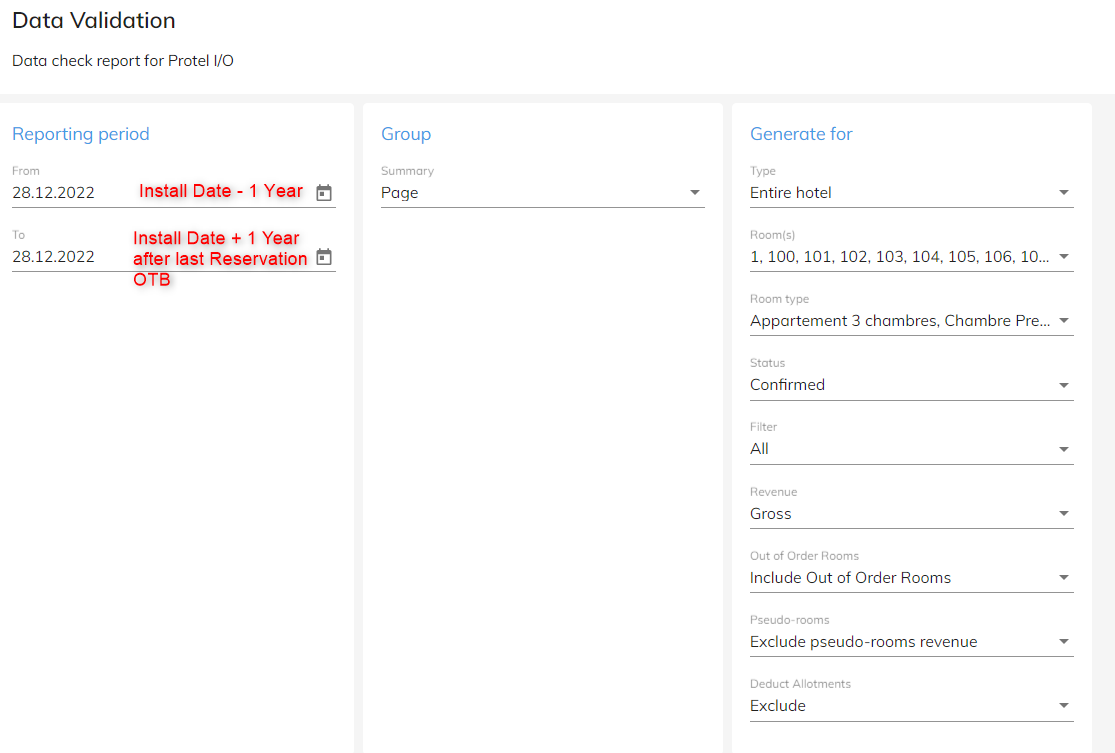 Data Validation
Data check report for Protel I/O
Reporting period
From
28.12.2022
Install Date - 1 Year
To
28.12.2022
Install Date + 1 Year
after last Reservation
OTB
Group
Summary
Page
Generate for
Type
Entire hotel
Room(s)
1, 100, 101, 102, 103, 104, 105, 106, 10...
Room type
Appartement 3 chambres, Chambre Pre...
Status
Confirmed
Filter
All
Revenue
Gross
Out of Order Rooms
Include Out of Order Rooms
Pseudo-rooms
Exclude pseudo-rooms revenue
Deduct Allotments
Exclude